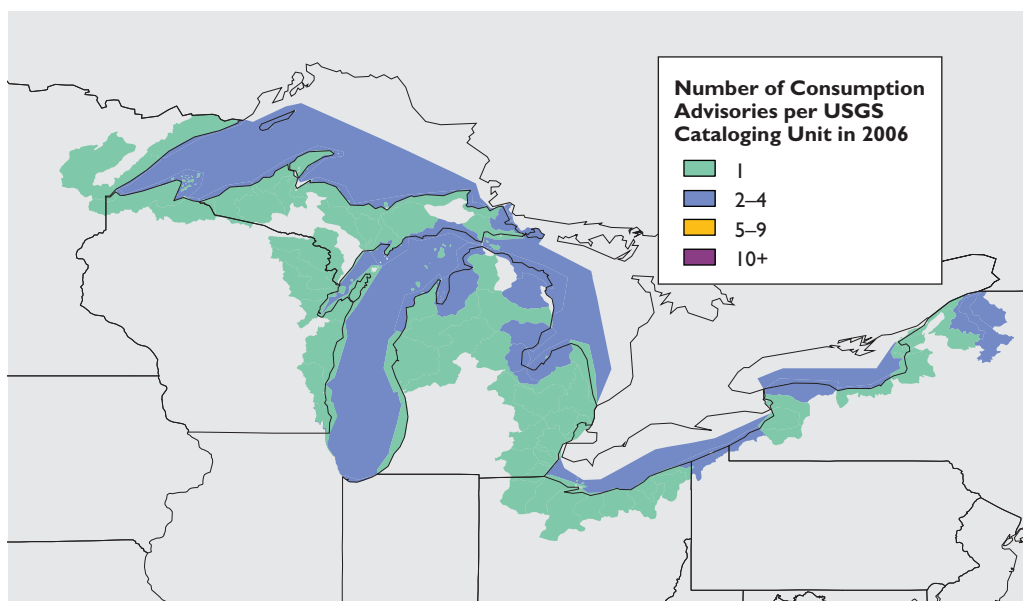 Number of Consumption
Advisories per USGS
Cataloging Unit in 2006
1
2–4
5–9
10+